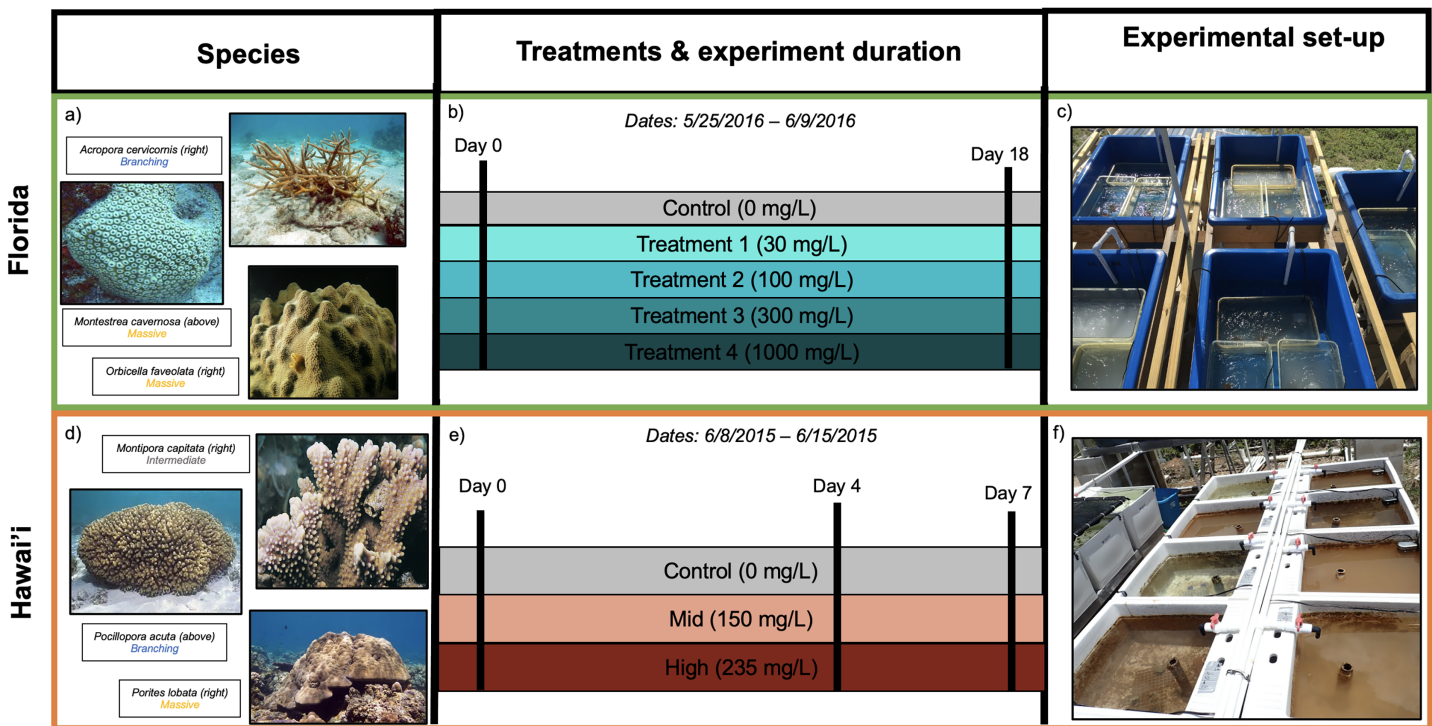 Species
Treatments & experiment duration
Experimental set-up
Florida
a)
Acropora cervicornis (right)
Branching
Montestrea cavernosa (above)
Massive
Orbicella faveolata (right)
Massive
b)
Dates: 5/25/2016 – 6/9/2016
Day 0
Day 18
Control (0 mg/L)
Treatment 1 (30 mg/L)
Treatment 2 (100 mg/L)
Treatment 3 (300 mg/L)
Treatment 4 (1000 mg/L)
c)
Hawai’i
d)
Montipora capitata (right)
Intermediate
Pocillopora acuta (above)
Branching
Porites lobata (right)
Massive
e)
Dates: 6/8/2015 – 6/15/2015
Day 0
Day 4
Day 7
Control (0 mg/L)
Mid (150 mg/L)
High (235 mg/L)
f)